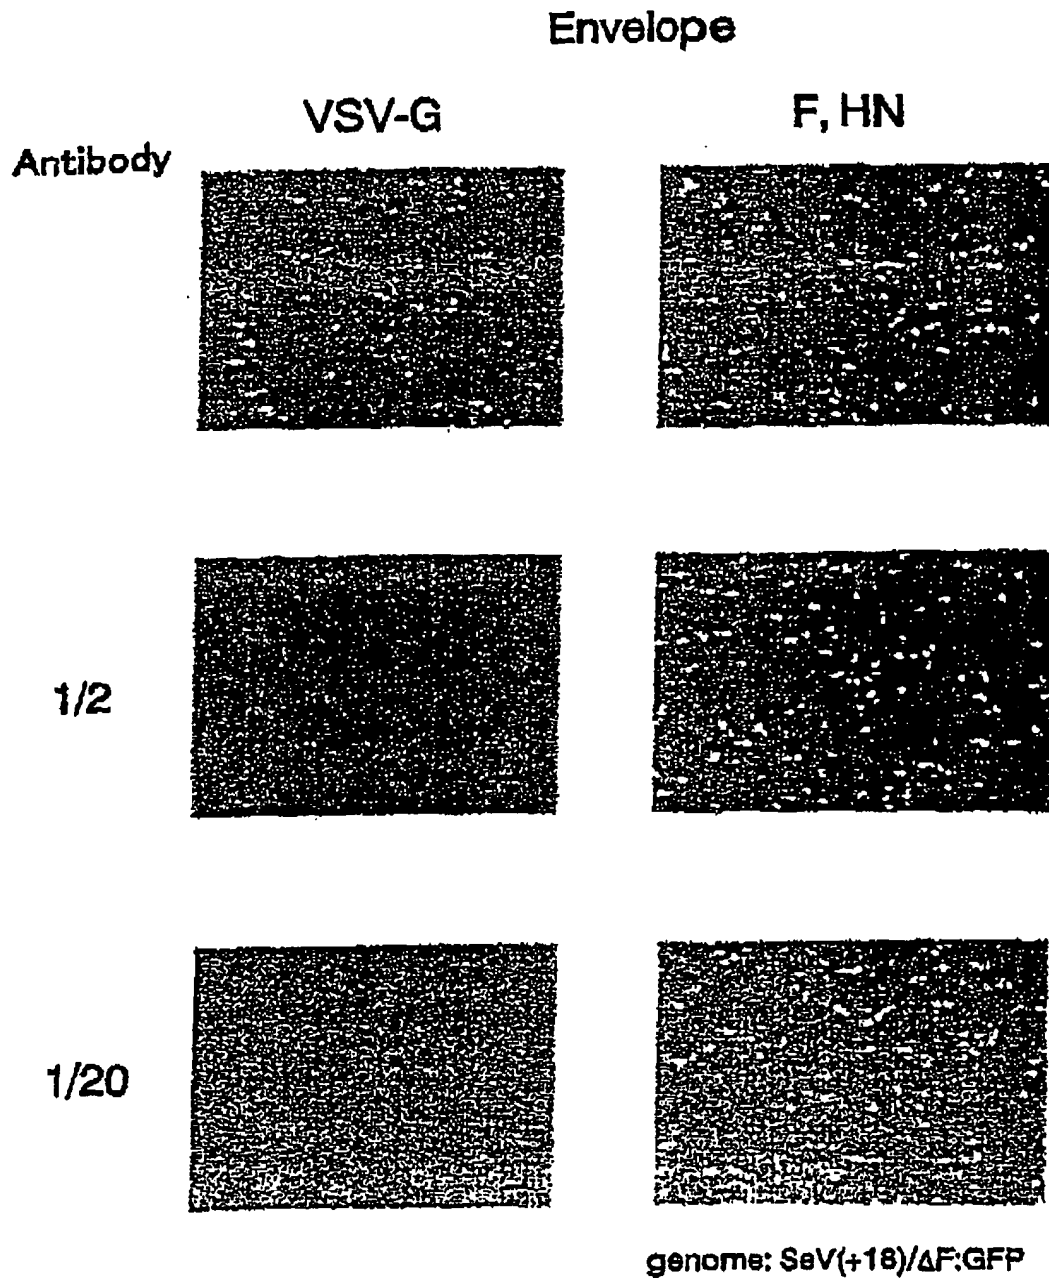 Envelope
VSV-G F, HN
Antibody
1/2
1/20
genome: SeV(+18)/ΔF:GFP